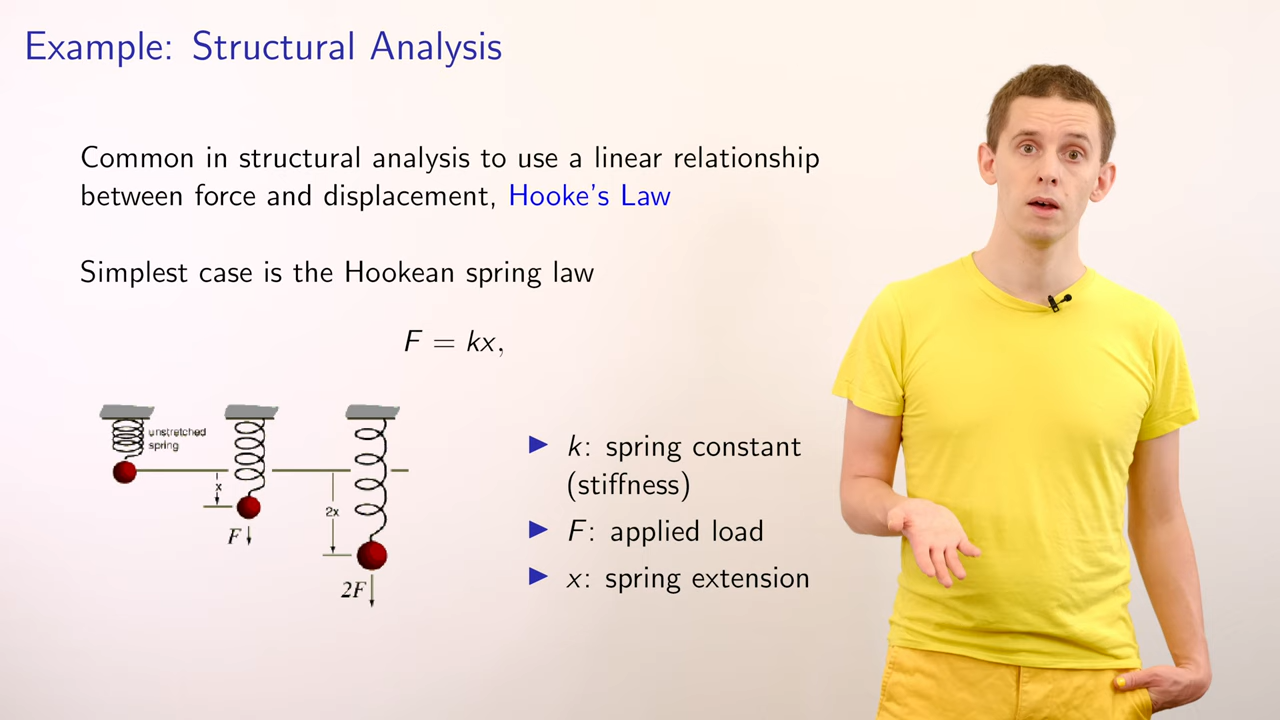 Example: Structural Analysis
Common in structural analysis to use a linear relationship
between force and displacement, Hooke's Law
Simplest case is the Hookean spring law
F = kx,
unstretched
spring
x
F
2x
2F
▶ k: spring constant
(stiffness)
▶ F: applied load
▶ x: spring extension